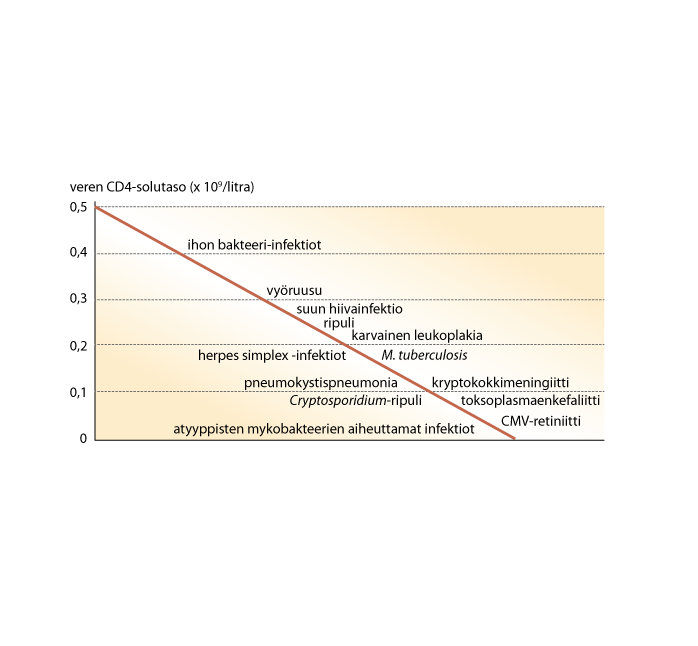 veren CD4-solutaso (x 10⁹/litra)
0,5
ihon bakteeri-infektiot
0,4
vyöruusu
0,3
suun hiivainfektio
ripuli
karvainen leukoplakia
0,2
herpes simplex -infektiot M. tuberculosis
pneumokystispneumonia kryptokokkimeningiitti
0,1
Cryptosporidium-ripuli toksoplasmaenkefaliitti
CMV-retiniitti
atyyppisten mykobakteerien aiheuttamat infektiot
0